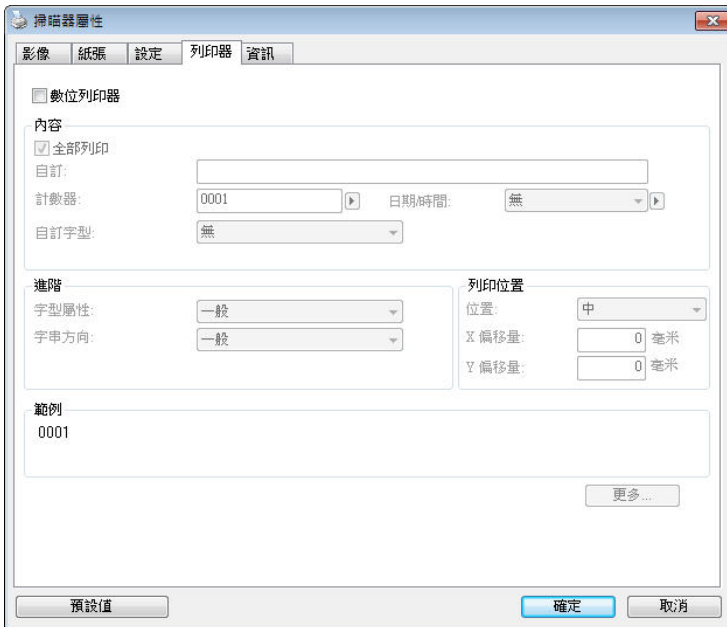 掃瞄器屬性
影像 紙張 設定 列印器 資訊
數位列印器
內容
全部列印
自訂:
計數器: 0001 日期/時間: 無
自訂字型: 無
進階
字型屬性: 一般
字串方向: 一般
列印位置
位置: 中
X 偏移量: 0 毫米
Y 偏移量: 0 毫米
範例
0001
更多...
預設值 確定 取消